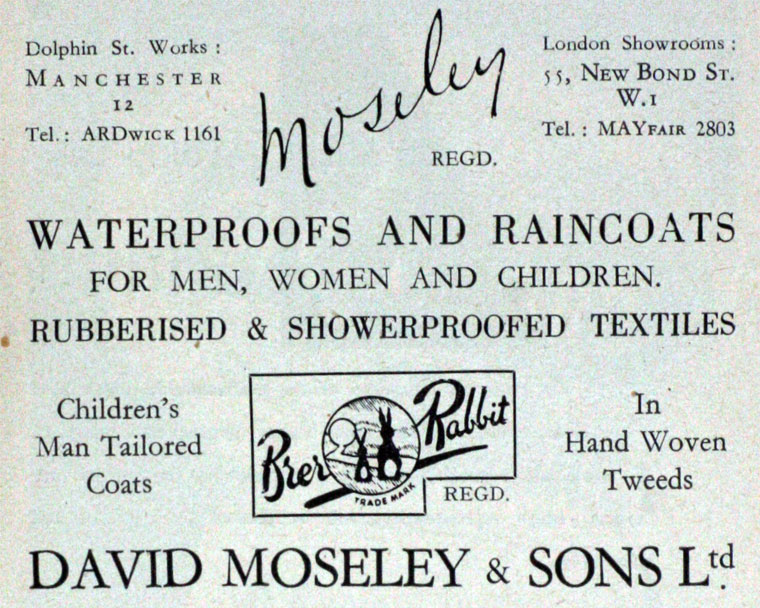 Dolphin St. Works :
MANCHESTER
12
Tel. : ARDWICK 1161
Moseley
REGD.
London Showrooms :
55, NEW BOND ST.
W.1
Tel. : MAYFAIR 2803
WATERPROOFS AND RAINCOATS
FOR MEN, WOMEN AND CHILDREN.
RUBBERISED & SHOWERPROOFED TEXTILES
Children's
Man Tailored
Coats
Brer Rabbit
TRADE MARK
REGD.
In
Hand Woven
Tweeds
DAVID MOSELEY & SONS Ltd.